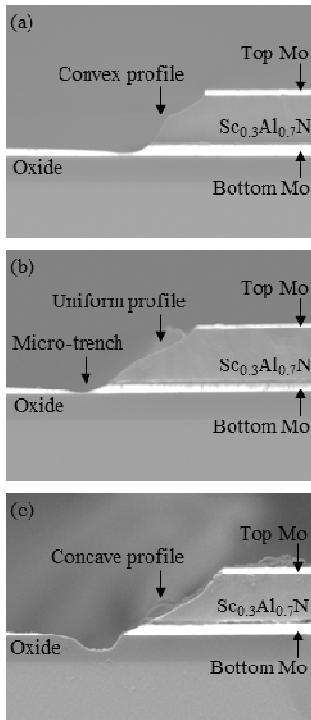 (a)
Top Mo
Convex profile
Sc0.3Al0.7N
Oxide
Bottom Mo
(b)
Top Mo
Uniform profile
Micro-trench
Sc0.3Al0.7N
Oxide
Bottom Mo
(c)
Top Mo
Concave profile
Sc0.3Al0.7N
Oxide
Bottom Mo